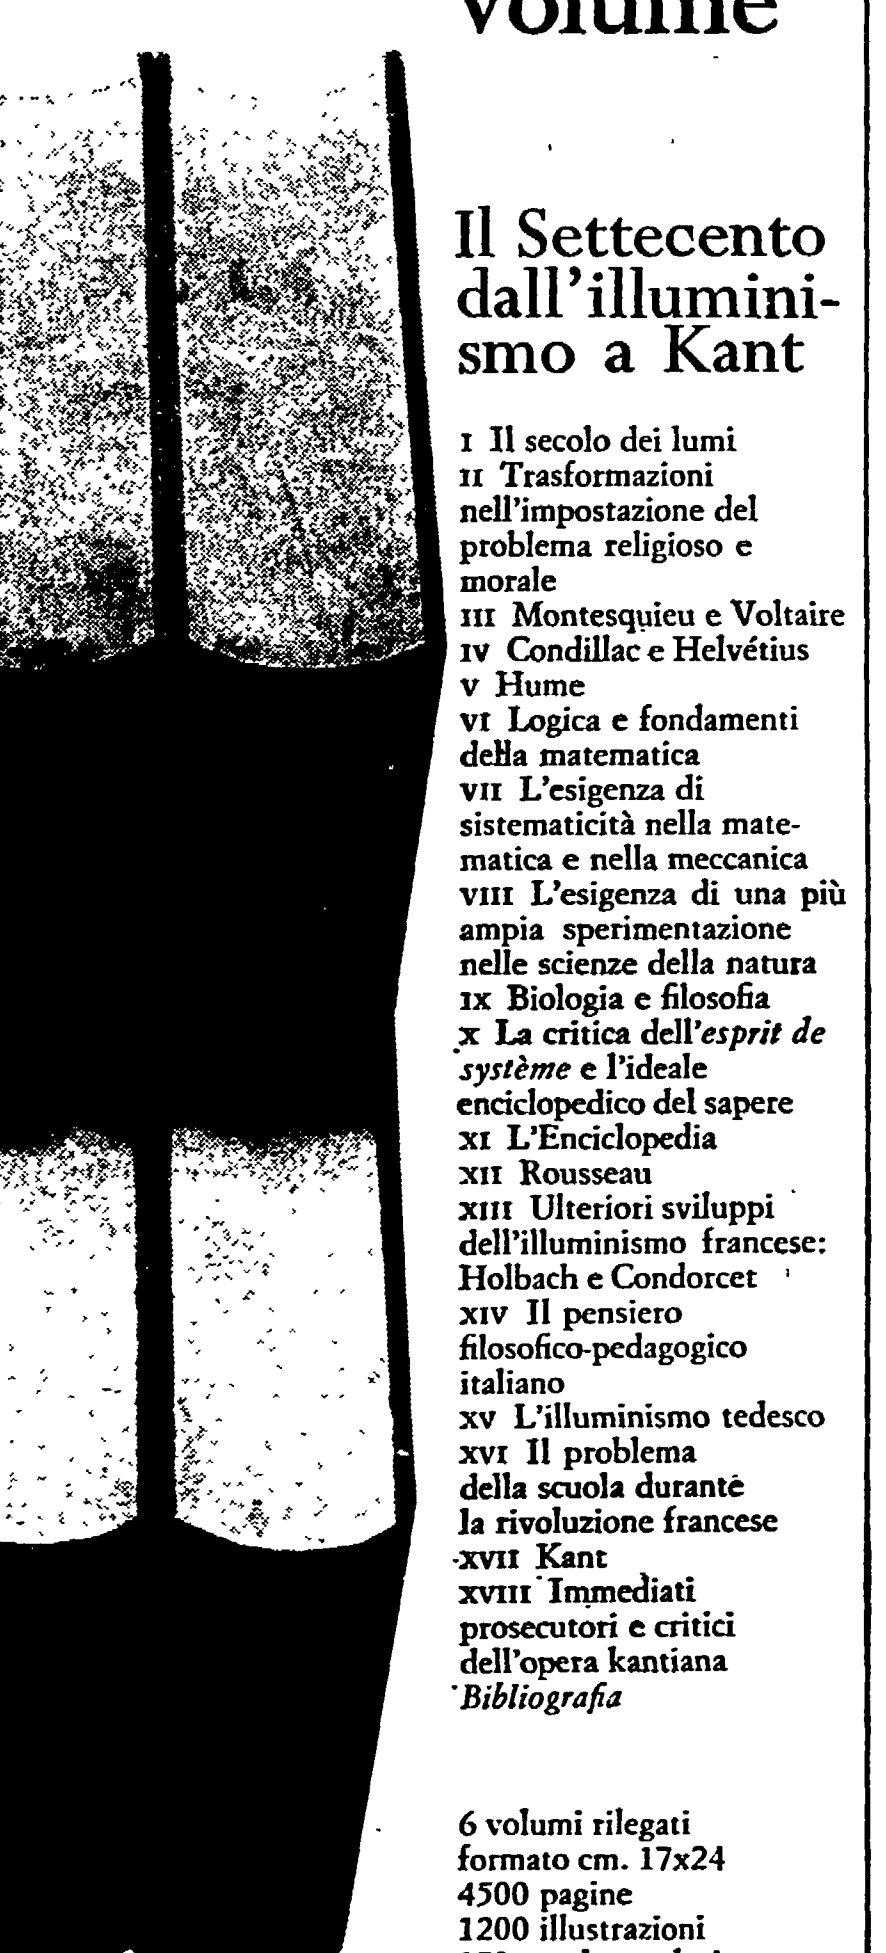 volume
Il Settecento
dall'illumini-
smo a Kant
I Il secolo dei lumi
II Trasformazioni
nell'impostazione del
problema religioso e
morale
III Montesquieu e Voltaire
IV Condillac e Helvétius
V Hume
VI Logica e fondamenti
della matematica
VII L'esigenza di
sistematicità nella mate-
matica e nella meccanica
VIII L'esigenza di una più
ampia sperimentazione
nelle scienze della natura
IX Biologia e filosofia
X La critica dell'esprit de
système e l'ideale
enciclopedico del sapere
XI L'Enciclopedia
XII Rousseau
XIII Ulteriori sviluppi
dell'illuminismo francese:
Holbach e Condorcet
XIV Il pensiero
filosofico-pedagogico
italiano
XV L'illuminismo tedesco
XVI Il problema
della scuola durante
la rivoluzione francese
XVII Kant
XVIII Immediati
prosecutori e critici
dell'opera kantiana
Bibliografia
6 volumi rilegati
formato cm. 17x24
4500 pagine
1200 illustrazioni